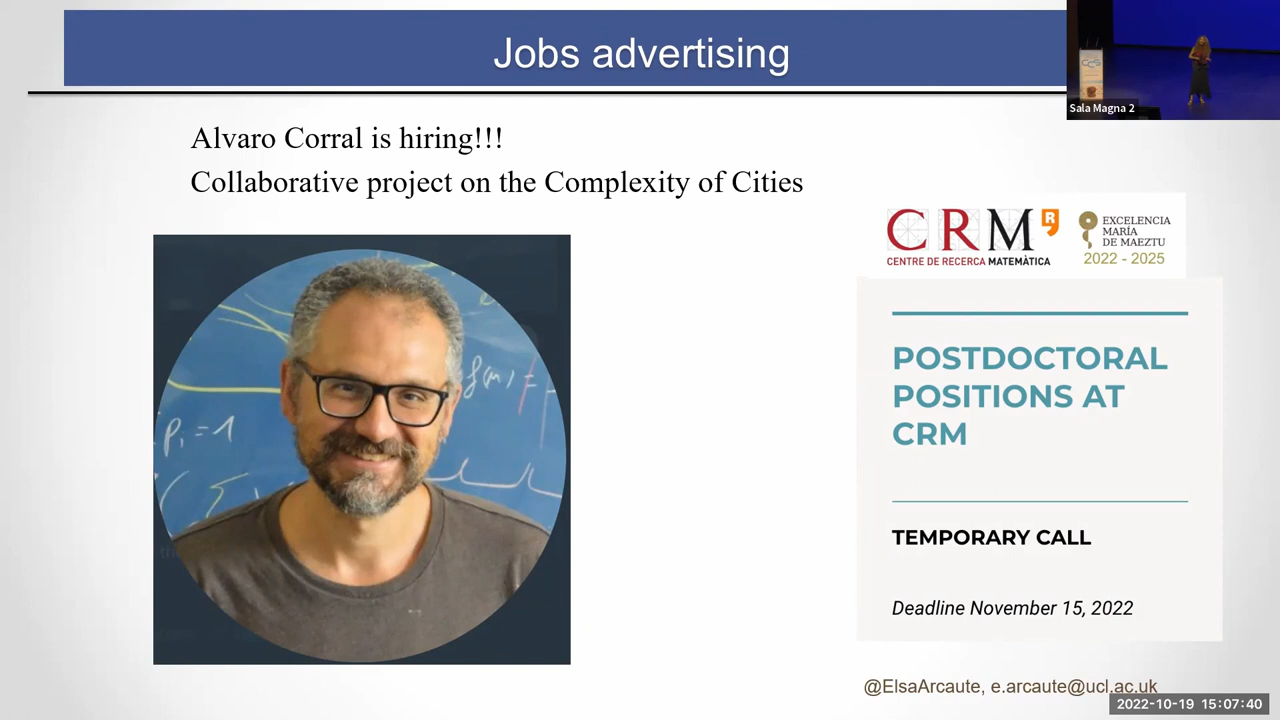 Jobs advertising
Sala Magna 2
Alvaro Corral is hiring!!!
Collaborative project on the Complexity of Cities
CRM R
CENTRE DE RECERCA MATEMÀTICA
EXCELENCIA
MARÍA
DE MAEZTU
2022 - 2025
P₁ = 1
POSTDOCTORAL
POSITIONS AT
CRM
TEMPORARY CALL
Deadline November 15, 2022
@ElsaArcaute, e.arcaute@ucl.ac.uk
2022-10-19 15:07:40